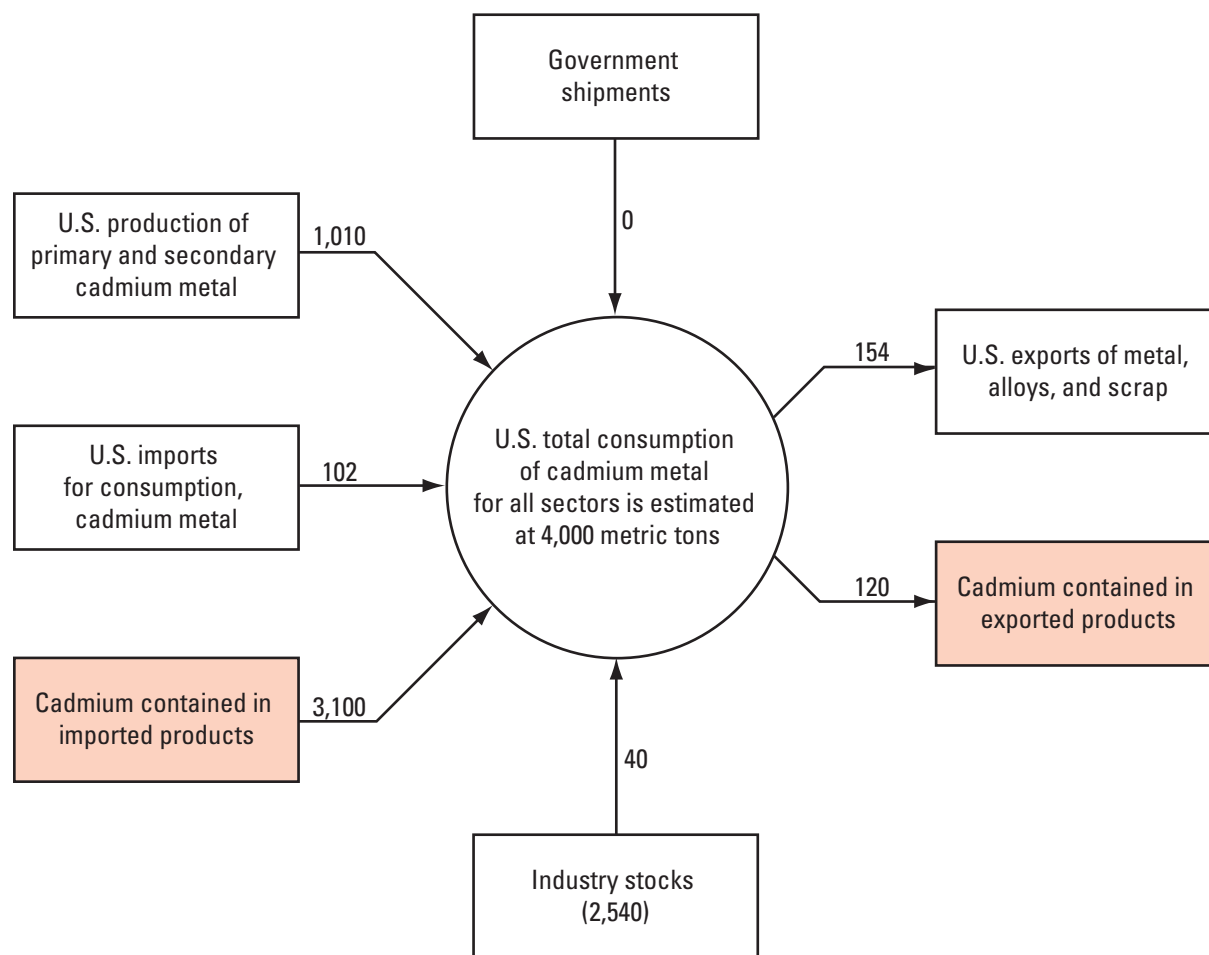 Government
shipments
0
U.S. production of
primary and secondary
cadmium metal
1,010
U.S. imports
for consumption,
cadmium metal
102
Cadmium contained in
imported products
3,100
U.S. total consumption
of cadmium metal
for all sectors is estimated
at 4,000 metric tons
154
U.S. exports of metal,
alloys, and scrap
120
Cadmium contained in
exported products
40
Industry stocks
(2,540)